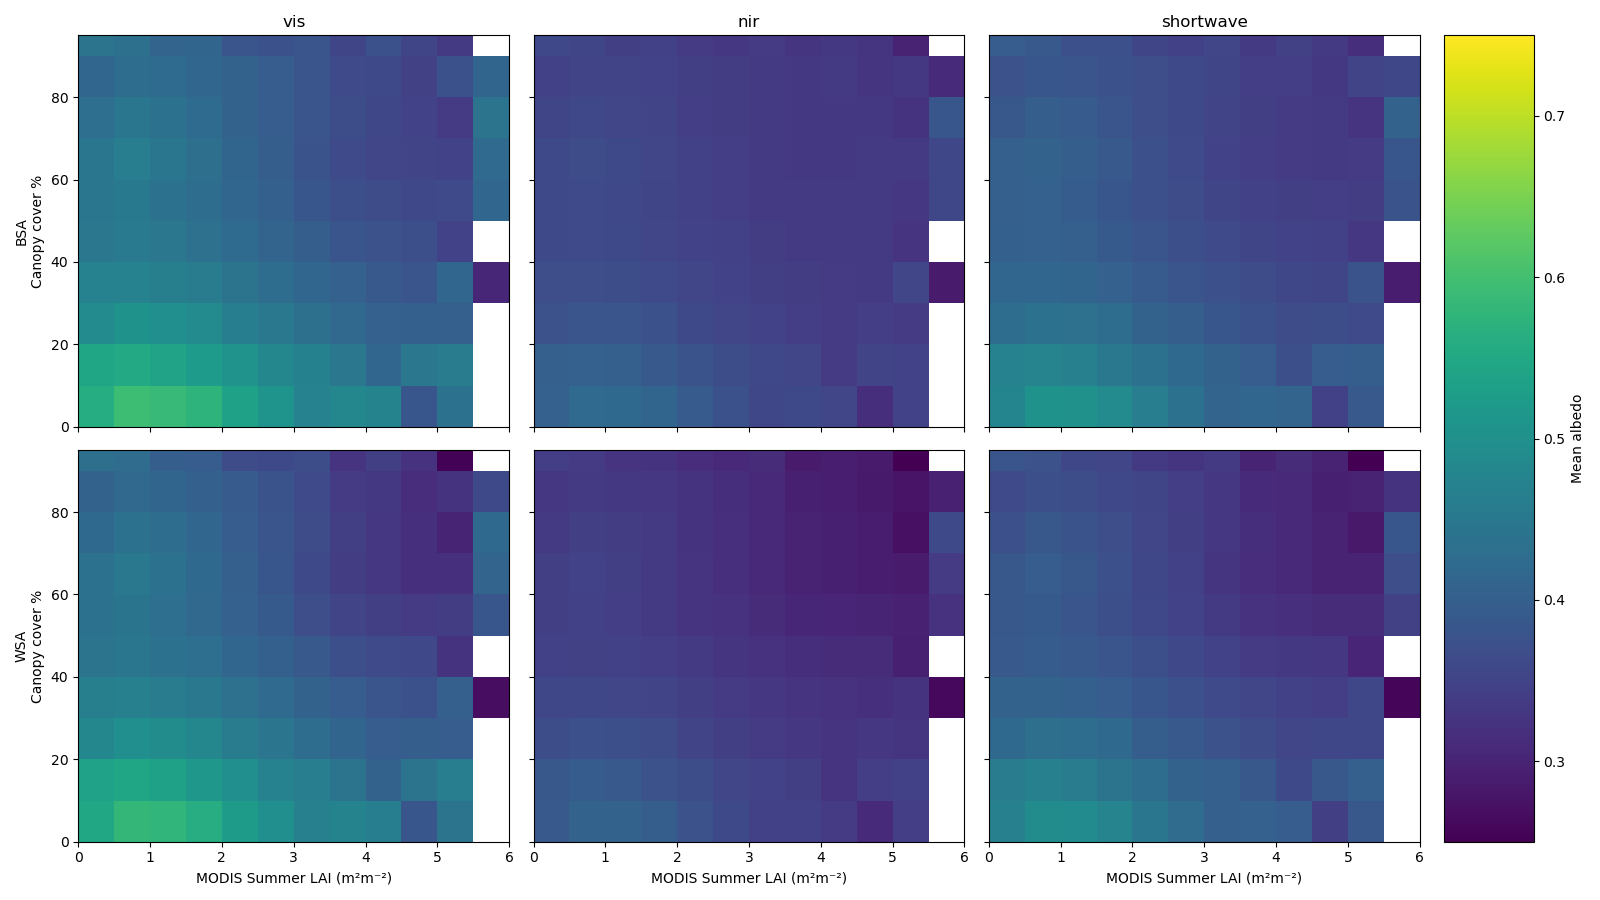 vis
nir
shortwave
BSA
Canopy cover %
80
60
40
20
0
WSA
Canopy cover %
80
60
40
20
0
0 1 2 3 4 5 6
0 1 2 3 4 5 6
0 1 2 3 4 5 6
MODIS Summer LAI (m²m⁻²)
MODIS Summer LAI (m²m⁻²)
MODIS Summer LAI (m²m⁻²)
0.7
0.6
0.5
0.4
0.3
Mean albedo